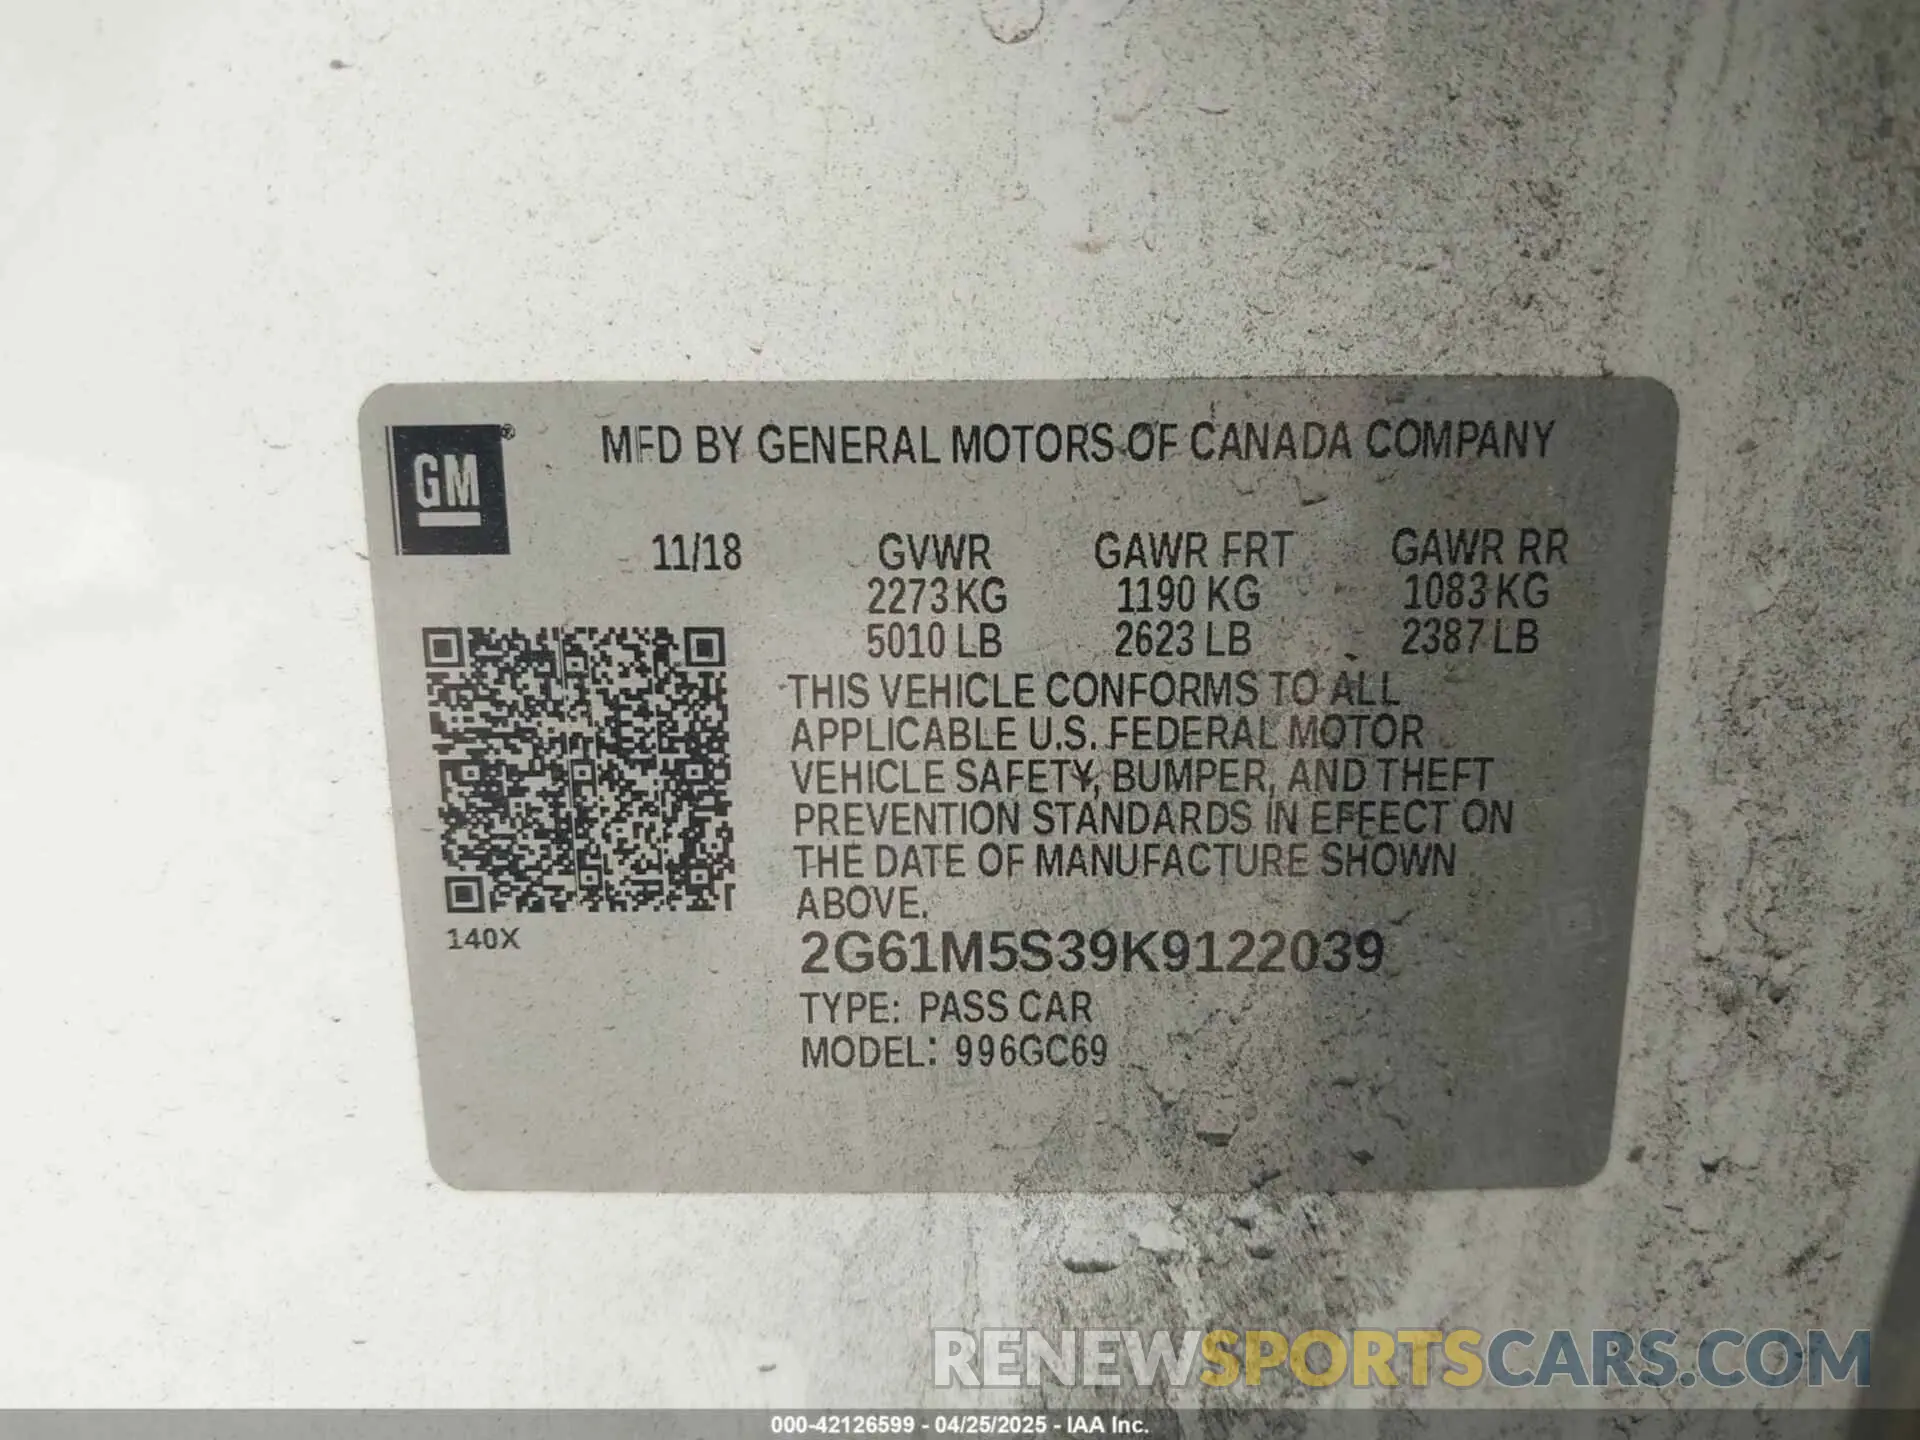 GM ®
MFD BY GENERAL MOTORS OF CANADA COMPANY
11/18 GVWR GAWR FRT GAWR RR
2273 KG 1190 KG 1083 KG
5010 LB 2623 LB 2387 LB
THIS VEHICLE CONFORMS TO ALL
APPLICABLE U.S. FEDERAL MOTOR
VEHICLE SAFETY, BUMPER, AND THEFT
PREVENTION STANDARDS IN EFFECT ON
THE DATE OF MANUFACTURE SHOWN
ABOVE.
140X
2G61M5S39K9122039
TYPE: PASS CAR
MODEL: 996GC69
RENEWSPORTSCARS.COM
000-42126599 - 04/25/2025 - IAA Inc.